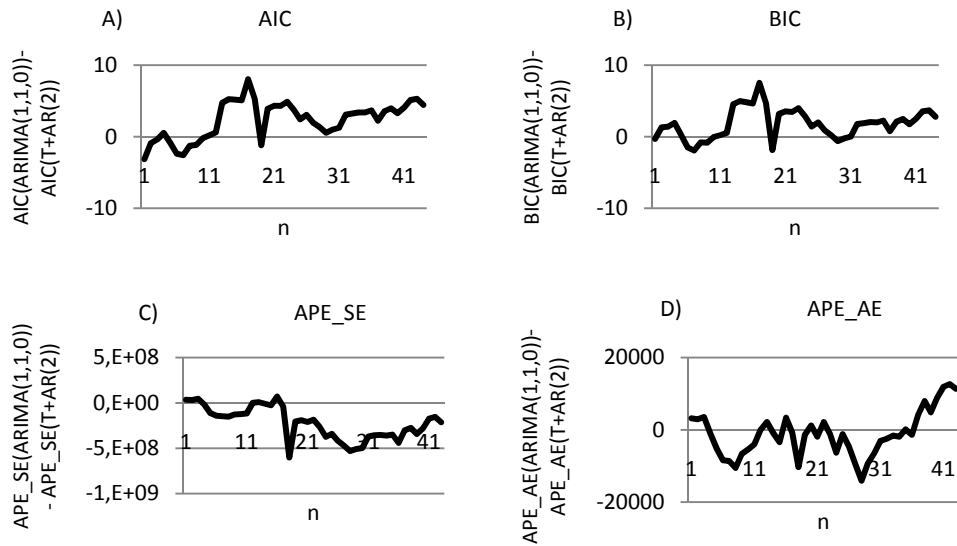 A) AIC
AIC(ARIMA(1,1,0))-
AIC(T+AR(2))
10
0
-10
1 11 21 31 41
n
B) BIC
BIC(ARIMA(1,1,0))-
BIC(T+AR(2))
10
0
-10
1 11 21 31 41
n
C) APE_SE
APE_SE(ARIMA(1,1,0))
- APE_SE(T+AR(2))
5,E+08
0,E+00
-5,E+08
-1,E+09
1 11 21 31 41
n
D) APE_AE
APE_AE(ARIMA(1,1,0))-
APE_AE(T+AR(2))
20000
0
-20000
1 11 21 31 41
n